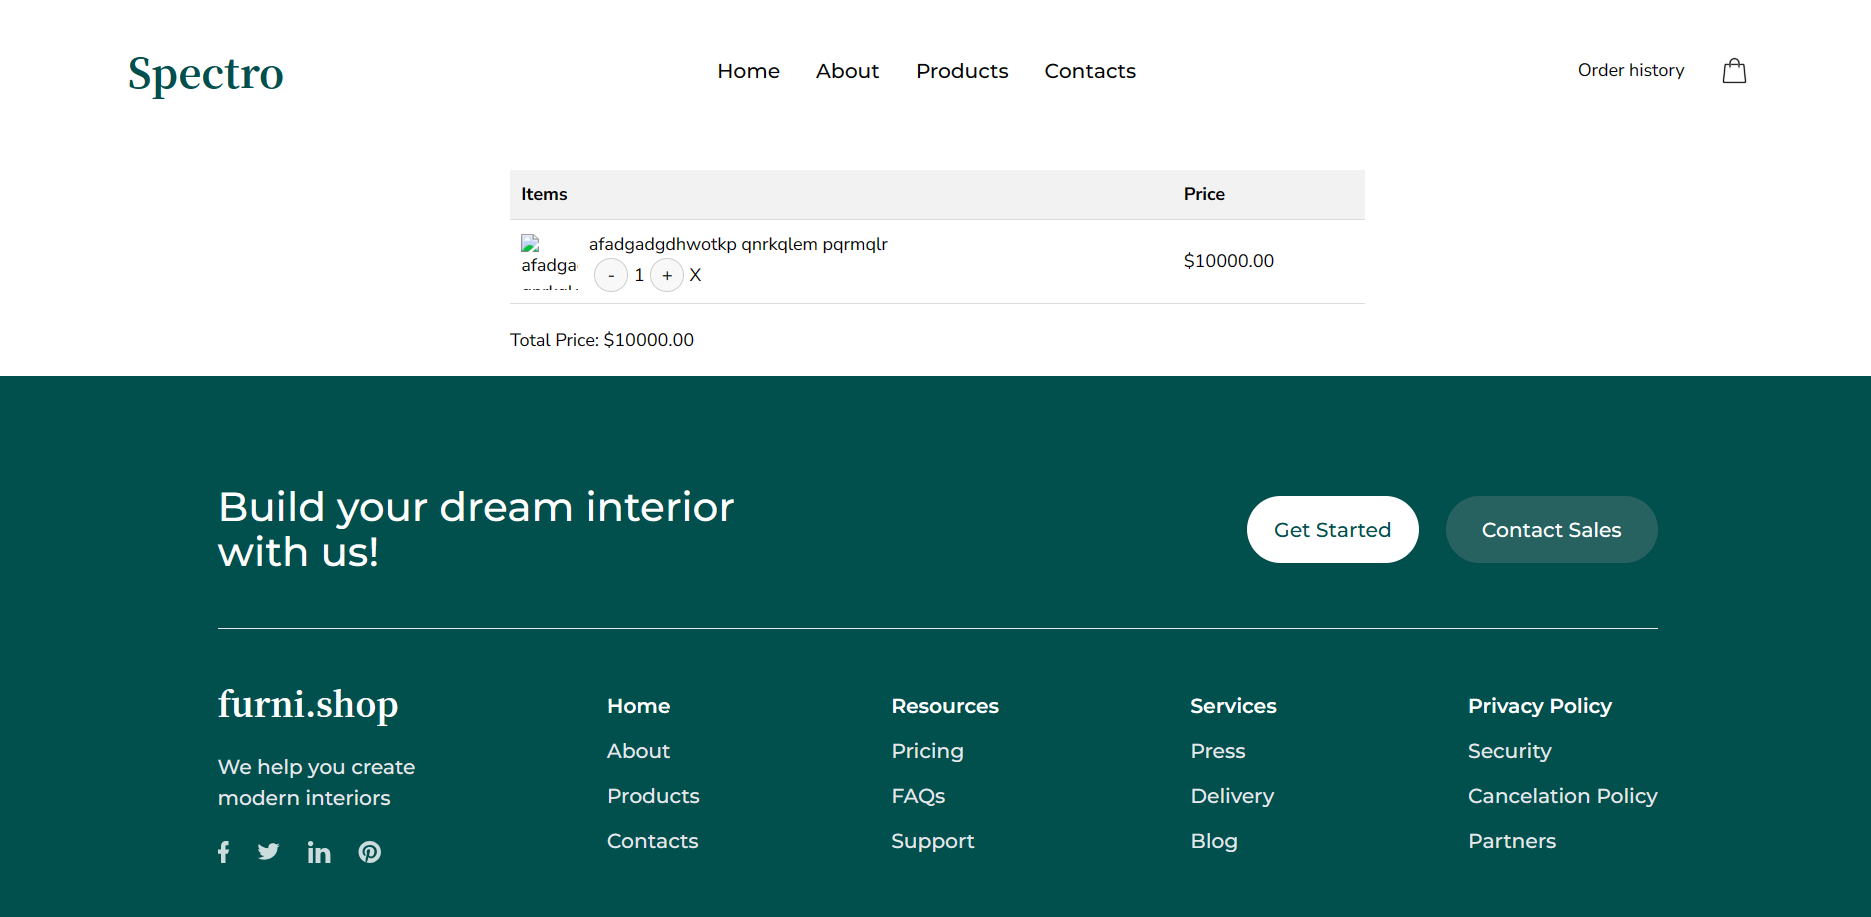 Spectro
Home About Products Contacts
Order history
Items Price
afadga
afadgadgdhwotkp qnrkqlem pqrmqlr
- 1 + X
$10000.00
Total Price: $10000.00
Build your dream interior
with us!
Get Started
Contact Sales
furni.shop
We help you create
modern interiors
Home
About
Products
Contacts
Resources
Pricing
FAQs
Support
Services
Press
Delivery
Blog
Privacy Policy
Security
Cancelation Policy
Partners